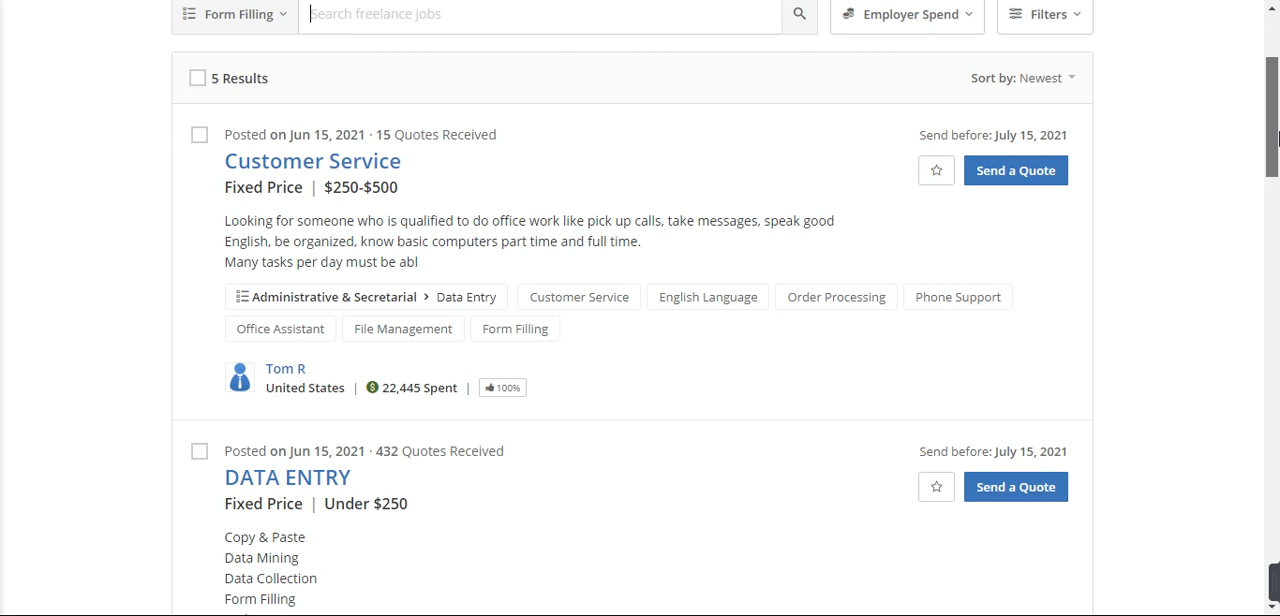 Form Filling
Search freelance jobs
Employer Spend
Filters
5 Results
Sort by: Newest
Posted on Jun 15, 2021 · 15 Quotes Received
Send before: July 15, 2021
Customer Service
Send a Quote
Fixed Price | $250-$500
Looking for someone who is qualified to do office work like pick up calls, take messages, speak good
English, be organized, know basic computers part time and full time.
Many tasks per day must be abl
Administrative & Secretarial > Data Entry
Customer Service
English Language
Order Processing
Phone Support
Office Assistant
File Management
Form Filling
Tom R
United States | $ 22,445 Spent | 100%
Posted on Jun 15, 2021 · 432 Quotes Received
Send before: July 15, 2021
DATA ENTRY
Send a Quote
Fixed Price | Under $250
Copy & Paste
Data Mining
Data Collection
Form Filling